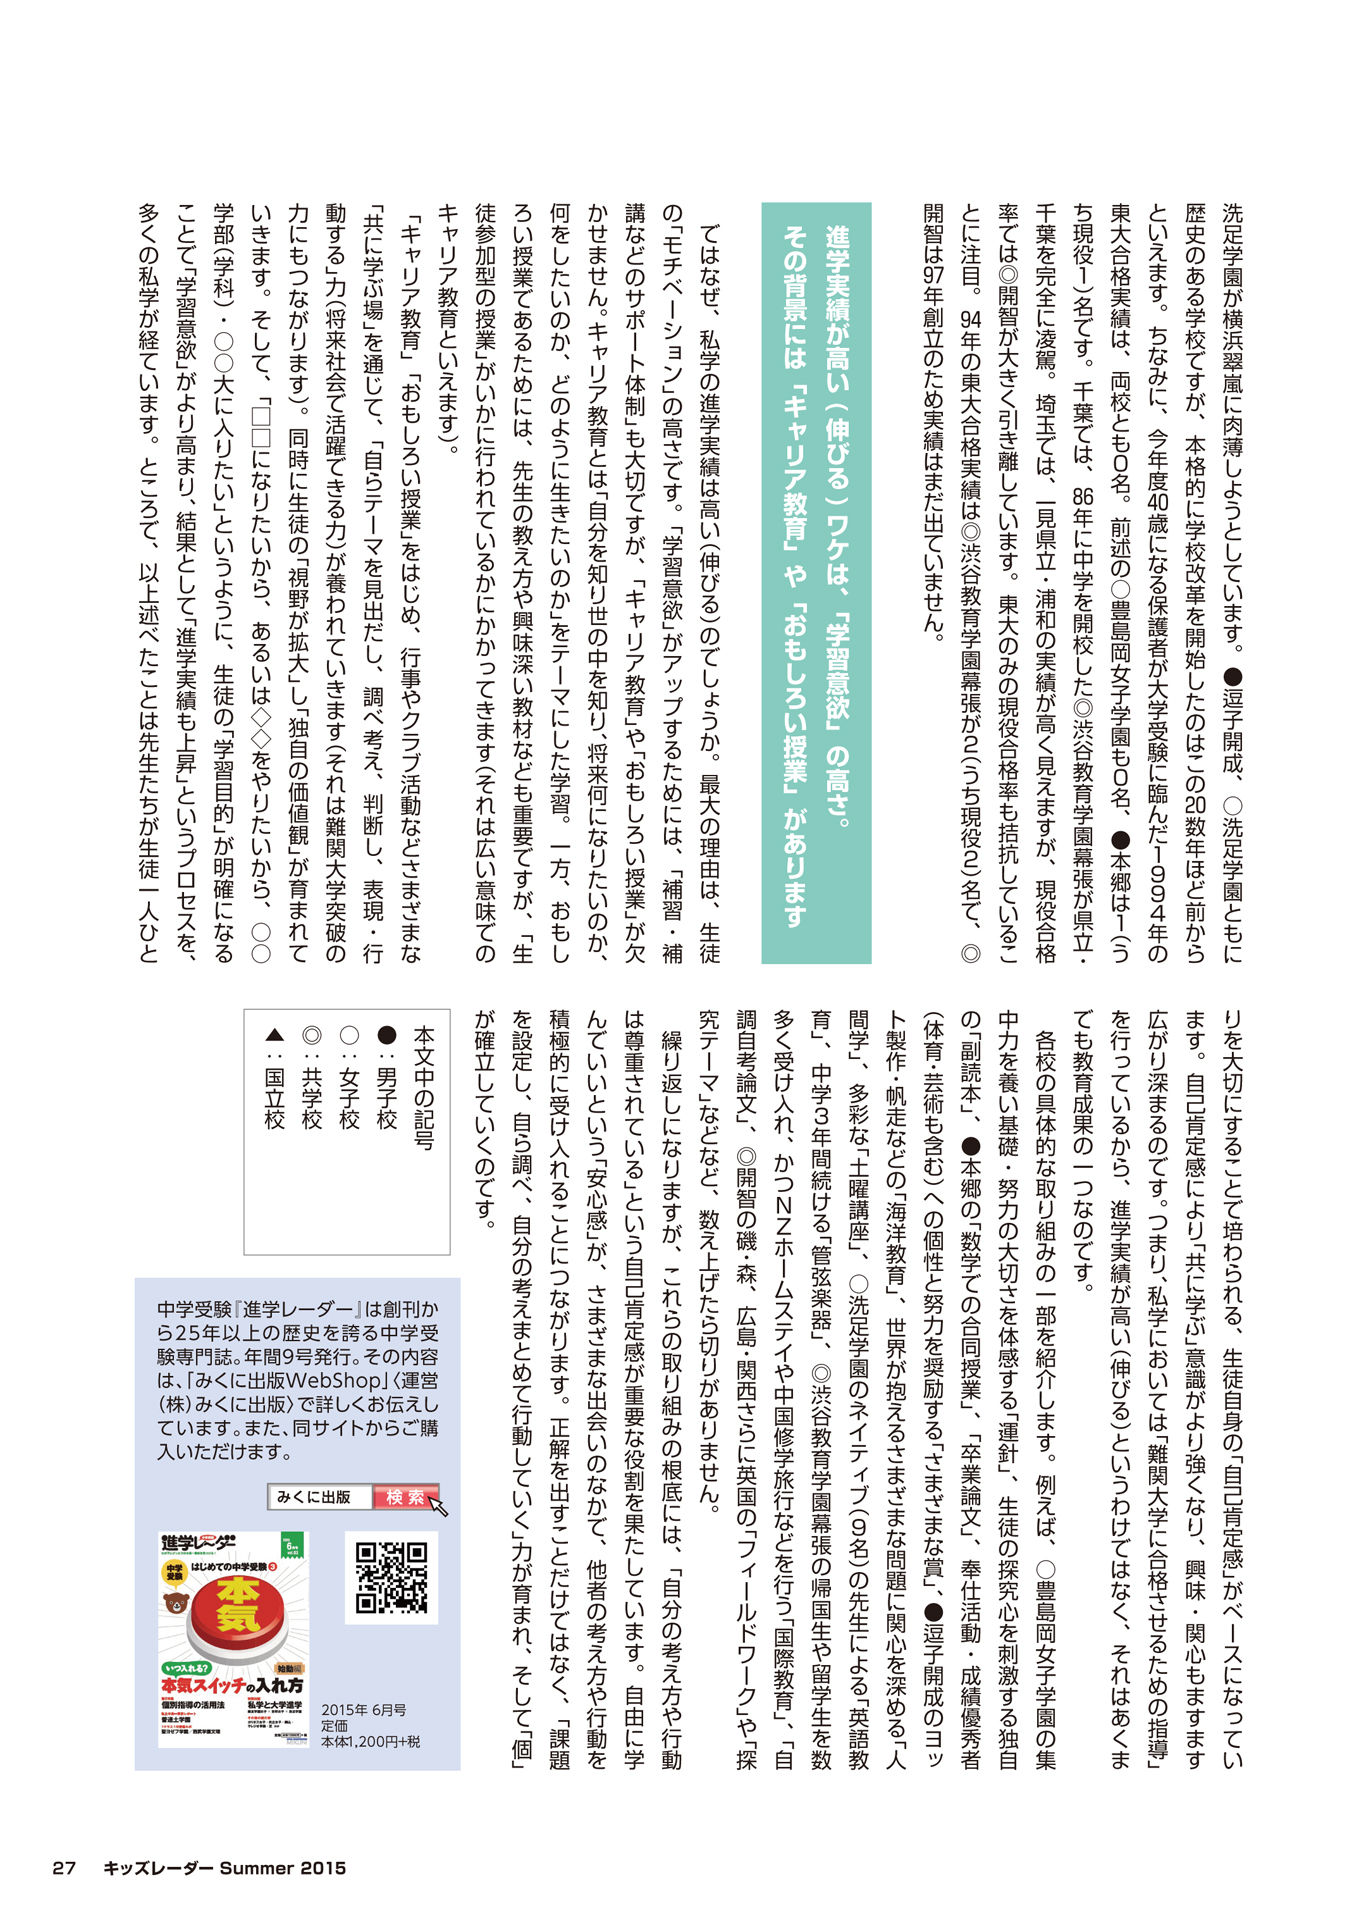 洗足学園が横浜翠嵐に肉薄しようとしています。●逗子開成、○洗足学園ともに
歴史のある学校ですが、本格的に学校改革を開始したのはこの20数年ほど前から
といえます。ちなみに、今年度40歳になる保護者が大学受験に臨んだ1994年の
東大合格実績は、両校とも0名。前述の○豊島岡女子学園も0名、●本郷は1(う
ち現役1)名です。千葉では、86年に中学を開校した◎渋谷教育学園幕張が県立・
千葉を完全に凌駕。埼玉では、一見県立・浦和の実績が高く見えますが、現役合格
率では◎開智が大きく引き離しています。東大のみの現役合格率も拮抗しているこ
とに注目。94年の東大合格実績は◎渋谷教育学園幕張が2(うち現役2)名で、◎
開智は97年創立のため実績はまだ出ていません。
進学実績が高い(伸びる)ワケは、「学習意欲」の高さ。
その背景には「キャリア教育」や「おもしろい授業」があります
ではなぜ、私学の進学実績は高い(伸びる)のでしょうか。最大の理由は、生徒
の「モチベーション」の高さです。「学習意欲」がアップするためには、「補習・補
講などのサポート体制」も大切ですが、「キャリア教育」や「おもしろい授業」が欠
かせません。キャリア教育とは「自分を知り世の中を知り、将来何になりたいのか、
何をしたいのか、どのように生きたいのか」をテーマにした学習。一方、おもし
ろい授業であるためには、先生の教え方や興味深い教材なども重要ですが、「生
徒参加型の授業」がいかに行われているかにかかってきます(それは広い意味での
キャリア教育といえます)。
「キャリア教育」「おもしろい授業」をはじめ、行事やクラブ活動などさまざまな
「共に学ぶ場」を通じて、「自らテーマを見出だし、調べ考え、判断し、表現・行
動する」力(将来社会で活躍できる力)が養われていきます(それは難関大学突破の
力にもつながります)。同時に生徒の「視野が拡大」し「独自の価値観」が育まれて
いきます。そして、「□□になりたいから、あるいは◇◇をやりたいから、○○
学部(学科)・○○大に入りたい」というように、生徒の「学習目的」が明確になる
ことで「学習意欲」がより高まり、結果として「進学実績も上昇」というプロセスを、
多くの私学が経ています。ところで、以上述べたことは先生たちが生徒一人ひと
りを大切にすることで培わられる、生徒自身の「自己肯定感」がベースになってい
ます。自己肯定感により「共に学ぶ」意識がより強くなり、興味・関心もますます
広がり深まるのです。つまり、私学においては「難関大学に合格させるための指導」
を行っているから、進学実績が高い(伸びる)というわけではなく、それはあくま
でも教育成果の一つなのです。
各校の具体的な取り組みの一部を紹介します。例えば、○豊島岡女子学園の集
中力を養い基礎・努力の大切さを体感する「運針」、生徒の探究心を刺激する独自
の「副読本」、●本郷の「数学での合同授業」、「卒業論文」、奉仕活動・成績優秀者
(体育・芸術も含む)への個性と努力を奨励する「さまざまな賞」、●逗子開成のヨッ
ト製作・帆走などの「海洋教育」、世界が抱えるさまざまな問題に関心を深める「人
間学」、多彩な「土曜講座」、○洗足学園のネイティブ(9名)の先生による「英語教
育」、中学3年間続ける「管弦楽器」、◎渋谷教育学園幕張の帰国生や留学生を数
多く受け入れ、かつNZホームステイや中国修学旅行などを行う「国際教育」、「自
調自考論文」、◎開智の磯・森、広島・関西さらに英国の「フィールドワーク」や「探
究テーマ」などなど、数え上げたら切りがありません。
繰り返しになりますが、これらの取り組みの根底には、「自分の考え方や行動
は尊重されている」という自己肯定感が重要な役割を果たしています。自由に学
んでいいという「安心感」が、さまざまな出会いのなかで、他者の考え方や行動を
積極的に受け入れることにつながります。正解を出すことだけではなく、「課題
を設定し、自ら調べ、自分の考えまとめて行動していく」力が育まれ、そして「個」
が確立していくのです。
本文中の記号
●：男子校
○：女子校
◎：共学校
▲：国立校
中学受験『進学レーダー』は創刊か
ら25年以上の歴史を誇る中学受
験専門誌。年間9号発行。その内容
は、「みくに出版WebShop」〈運営
(株)みくに出版〉で詳しくお伝えし
ています。また、同サイトからご購
入いただけます。
みくに出版 検索
進学レーダー
6月号
中学受験
はじめての中学受験③
本気
いつ入れる?
始動編
本気スイッチの入れ方
個別指導の活用法
私学と大学進学
2015年 6月号
定価
本体1,200円+税
27 キッズレーダー Summer 2015